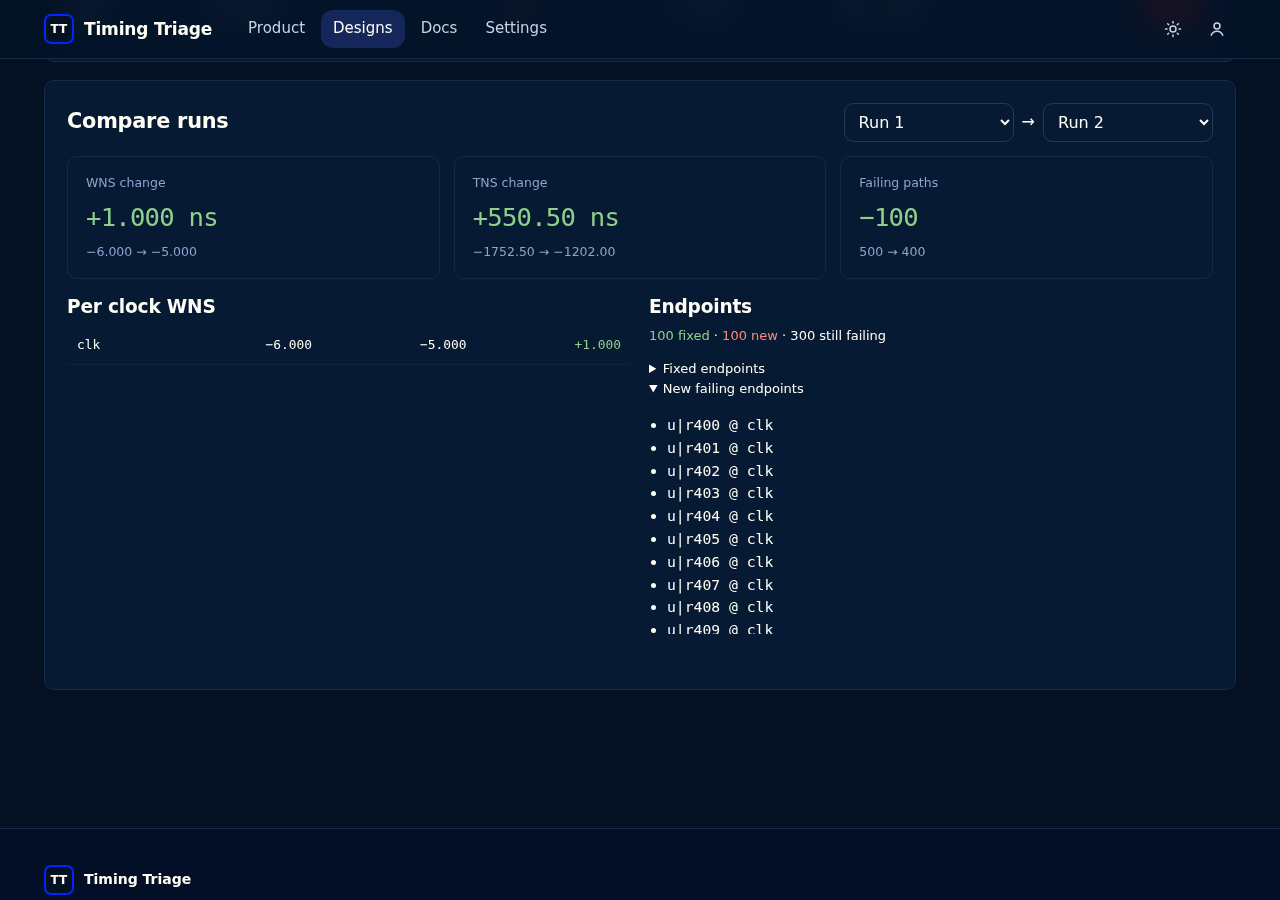 TT Timing Triage Product Designs Docs Settings
Compare runs
Run 1 → Run 2
WNS change
+1.000 ns
−6.000 → −5.000
TNS change
+550.50 ns
−1752.50 → −1202.00
Failing paths
−100
500 → 400
Per clock WNS
clk −6.000 −5.000 +1.000
Endpoints
100 fixed · 100 new · 300 still failing
Fixed endpoints
New failing endpoints
u|r400 @ clk
u|r401 @ clk
u|r402 @ clk
u|r403 @ clk
u|r404 @ clk
u|r405 @ clk
u|r406 @ clk
u|r407 @ clk
u|r408 @ clk
u|r409 @ clk
TT Timing Triage